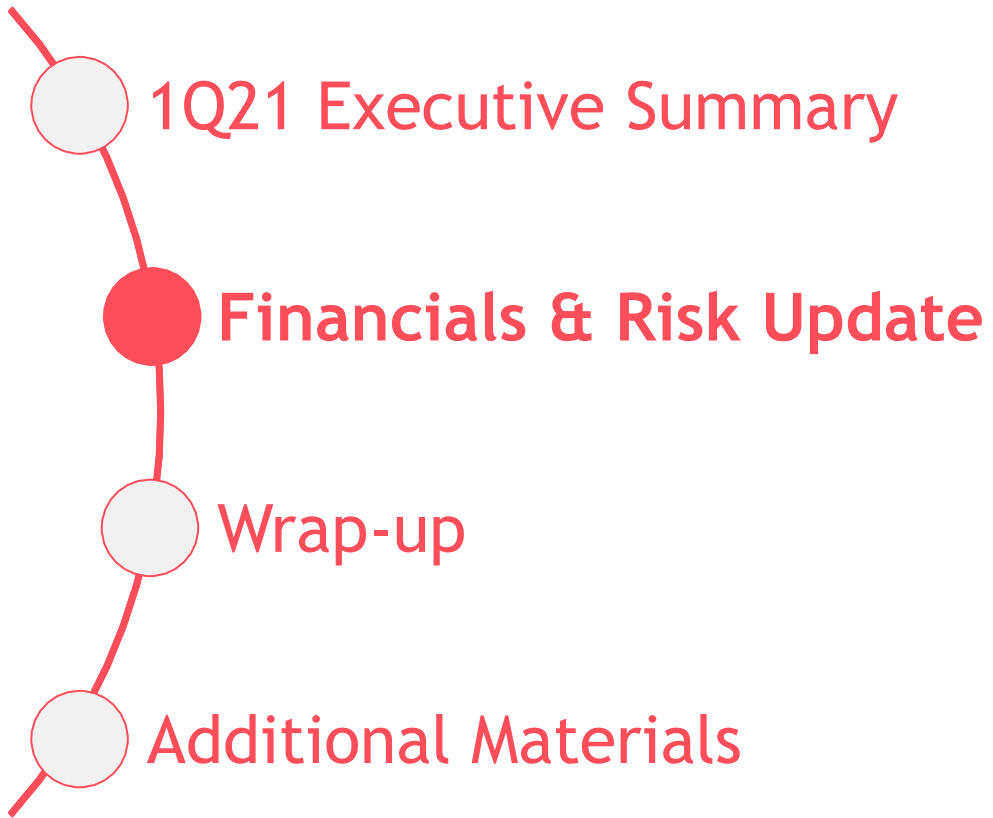 1Q21 Executive Summary
Financials & Risk Update
Wrap-up
Additional Materials